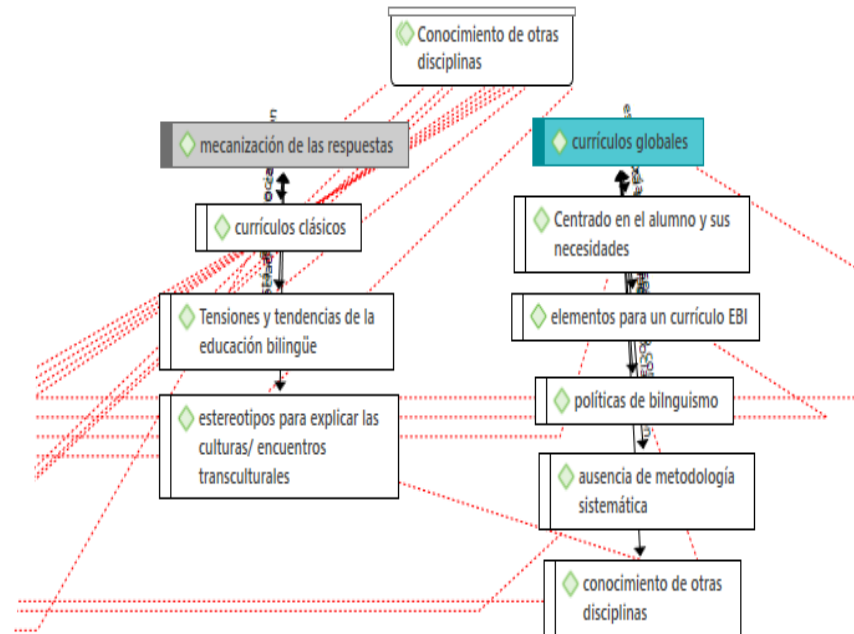 Conocimiento de otras
disciplinas
mecanización de las respuestas
currículos clásicos
Tensiones y tendencias de la
educación bilingüe
estereotipos para explicar las
culturas/ encuentros
transculturales
currículos globales
Centrado en el alumno y sus
necesidades
elementos para un currículo EBI
políticas de bilnguismo
ausencia de metodología
sistemática
conocimiento de otras
disciplinas